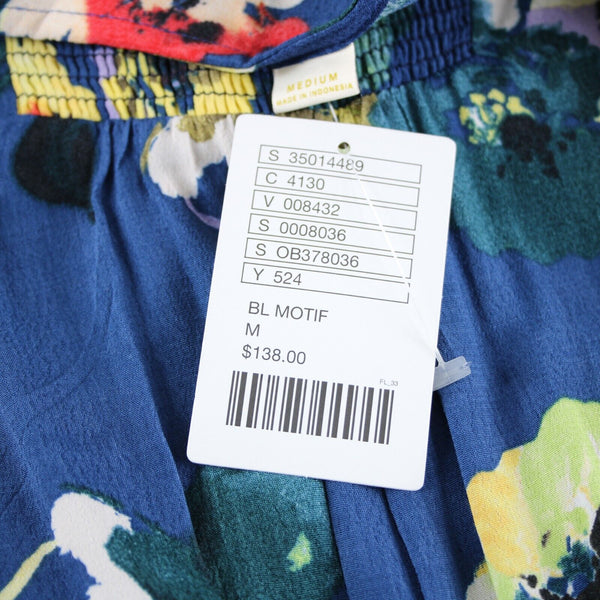 MEDIUM
MADE IN INDONESIA
S 35014489
C 4130
V 008432
S 0008036
S OB378036
Y 524
BL MOTIF
M
$138.00
FL_33